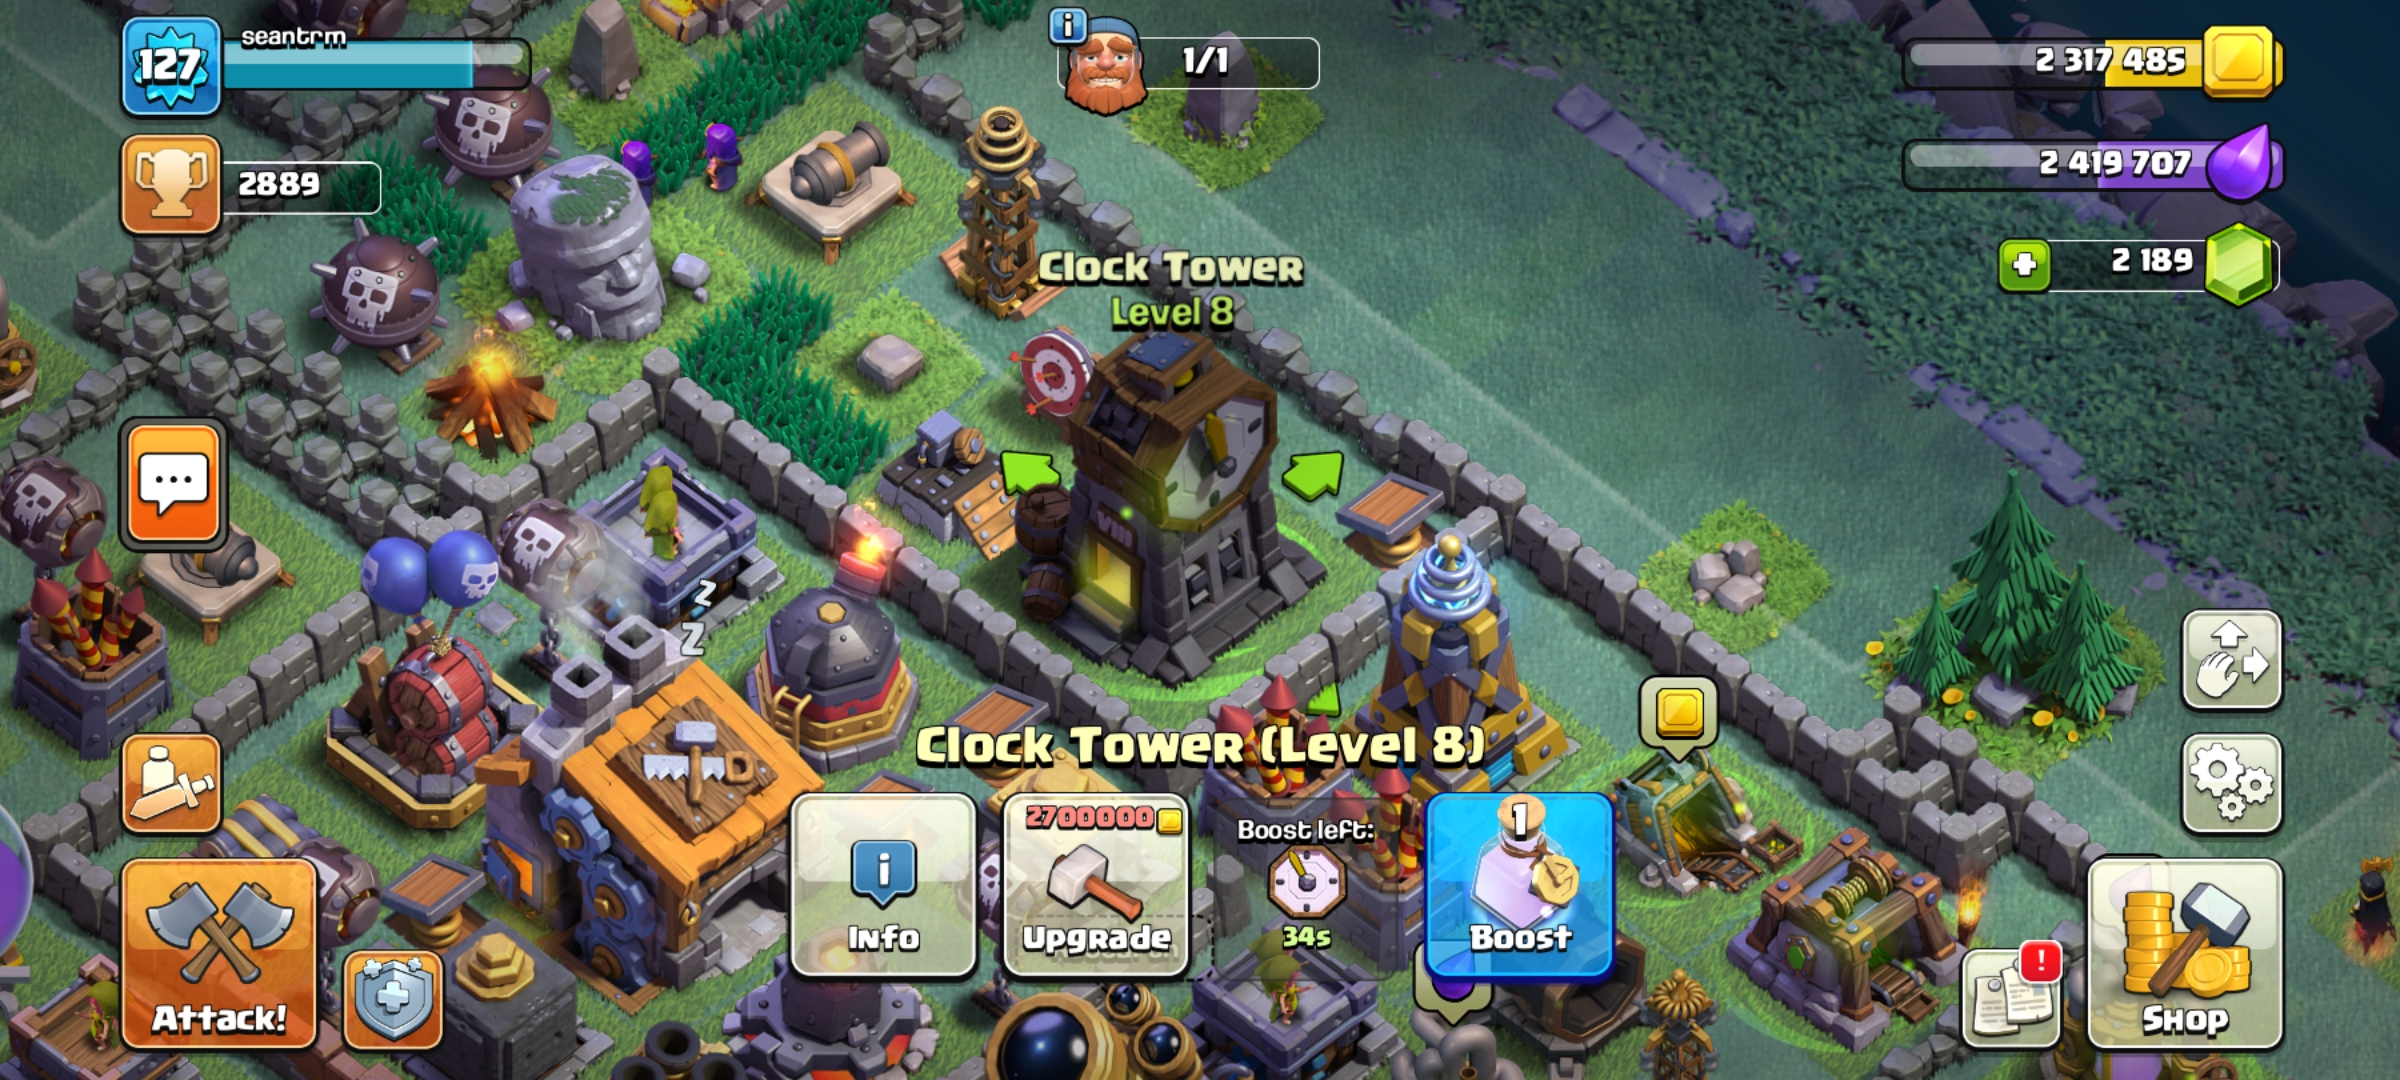 seantrm
127
1/1
2 317 485
2889
2 419 707
2 189
Clock Tower
Level 8
VIII
z
Z
Clock Tower (Level 8)
Info
2700000
Upgrade
Boost left:
34s
1
Boost
Attack!
!
Shop